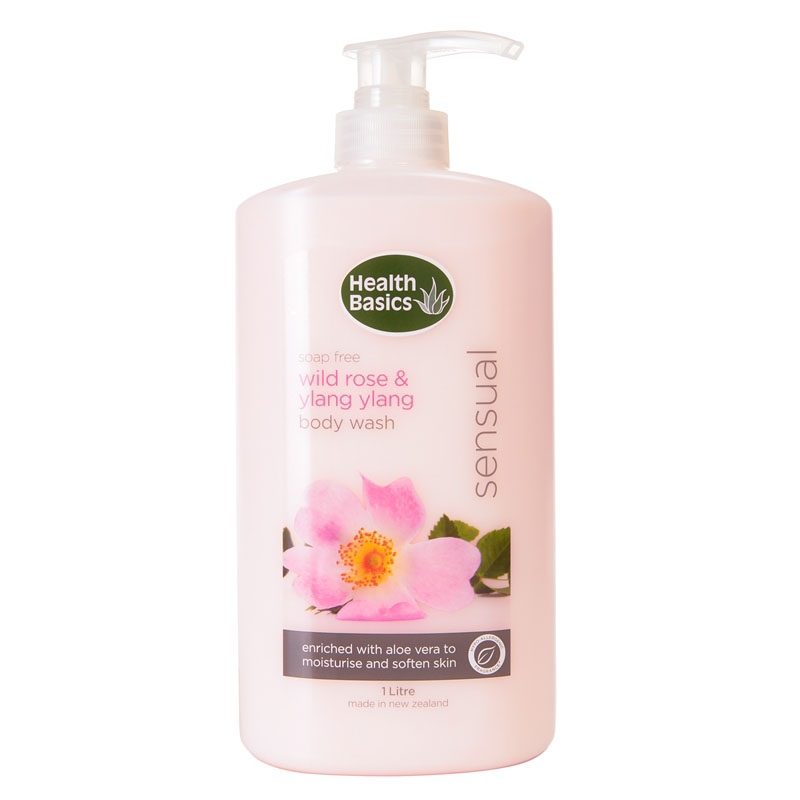 Health
Basics
soap free
wild rose &
ylang ylang
body wash
sensual
enriched with aloe vera to
moisturise and soften skin
1 Litre
made in new zealand